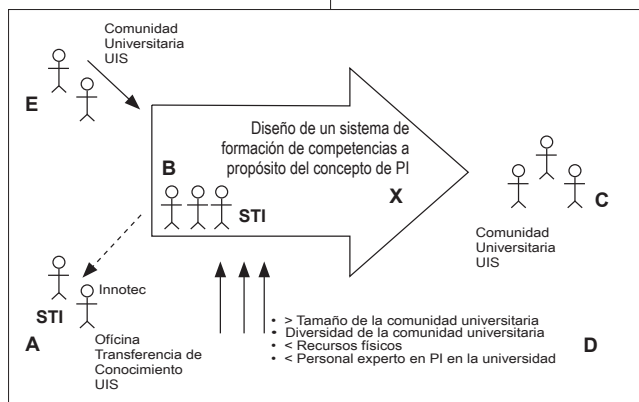 Comunidad
Universitaria
UIS
E
Diseño de un sistema de
formación de competencias a
propósito del concepto de PI
B
X
STI
C
Comunidad
Universitaria
UIS
Innotec
STI
A
Oficina
Transferencia de
Conocimiento
UIS
• > Tamaño de la comunidad universitaria
• Diversidad de la comunidad universitaria
• < Recursos físicos
• < Personal experto en PI en la universidad
D